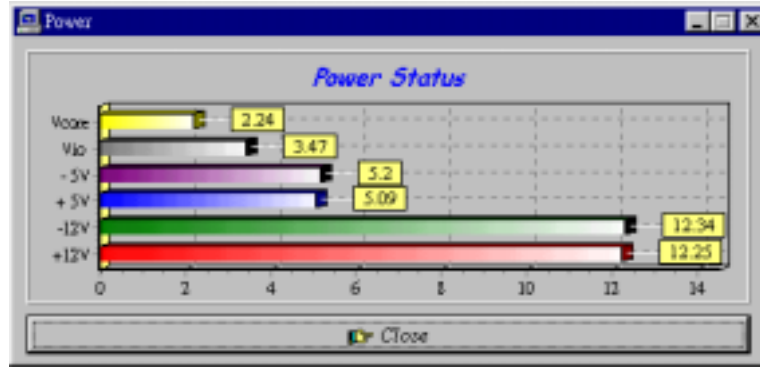 Power
Power Status
Vcore 2.24
Vio 3.47
- 5V 5.2
+ 5V 5.09
-12V 12.34
+12V 12.25
0 2 4 6 8 10 12 14
Close